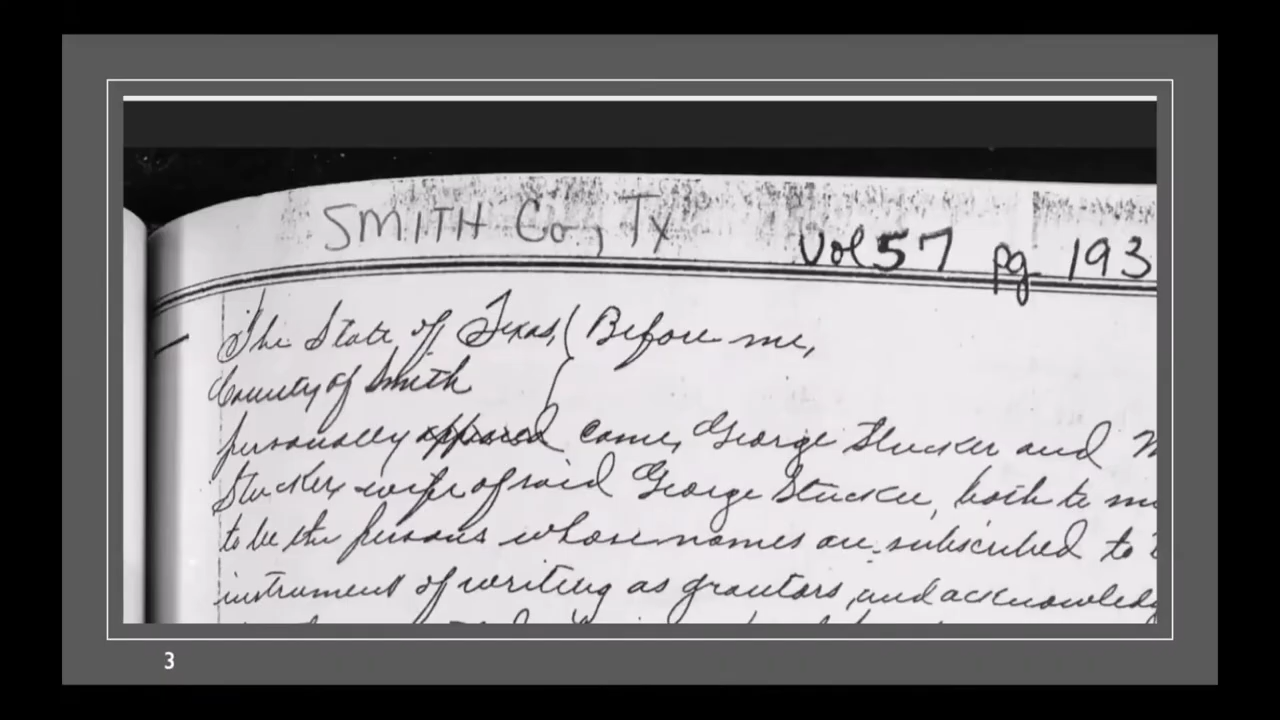 SMITH Co, Tx
Vol 57 pg 193
The State of Texas, ( Before me,
County of Smith
personally appeared came, George Stucker and M
Stucker, wife of said George Stucker, both to me
to be the persons whose names are subscribed to
instrument of writing as grantors, and acknowledg
3